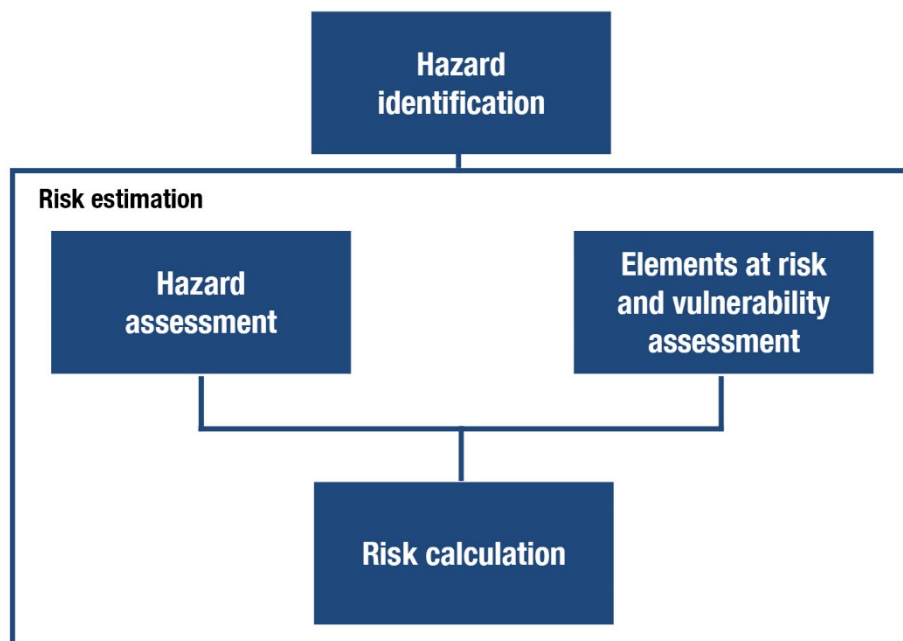 Hazard
identification
Risk estimation
Hazard
assessment
Elements at risk
and vulnerability
assessment
Risk calculation